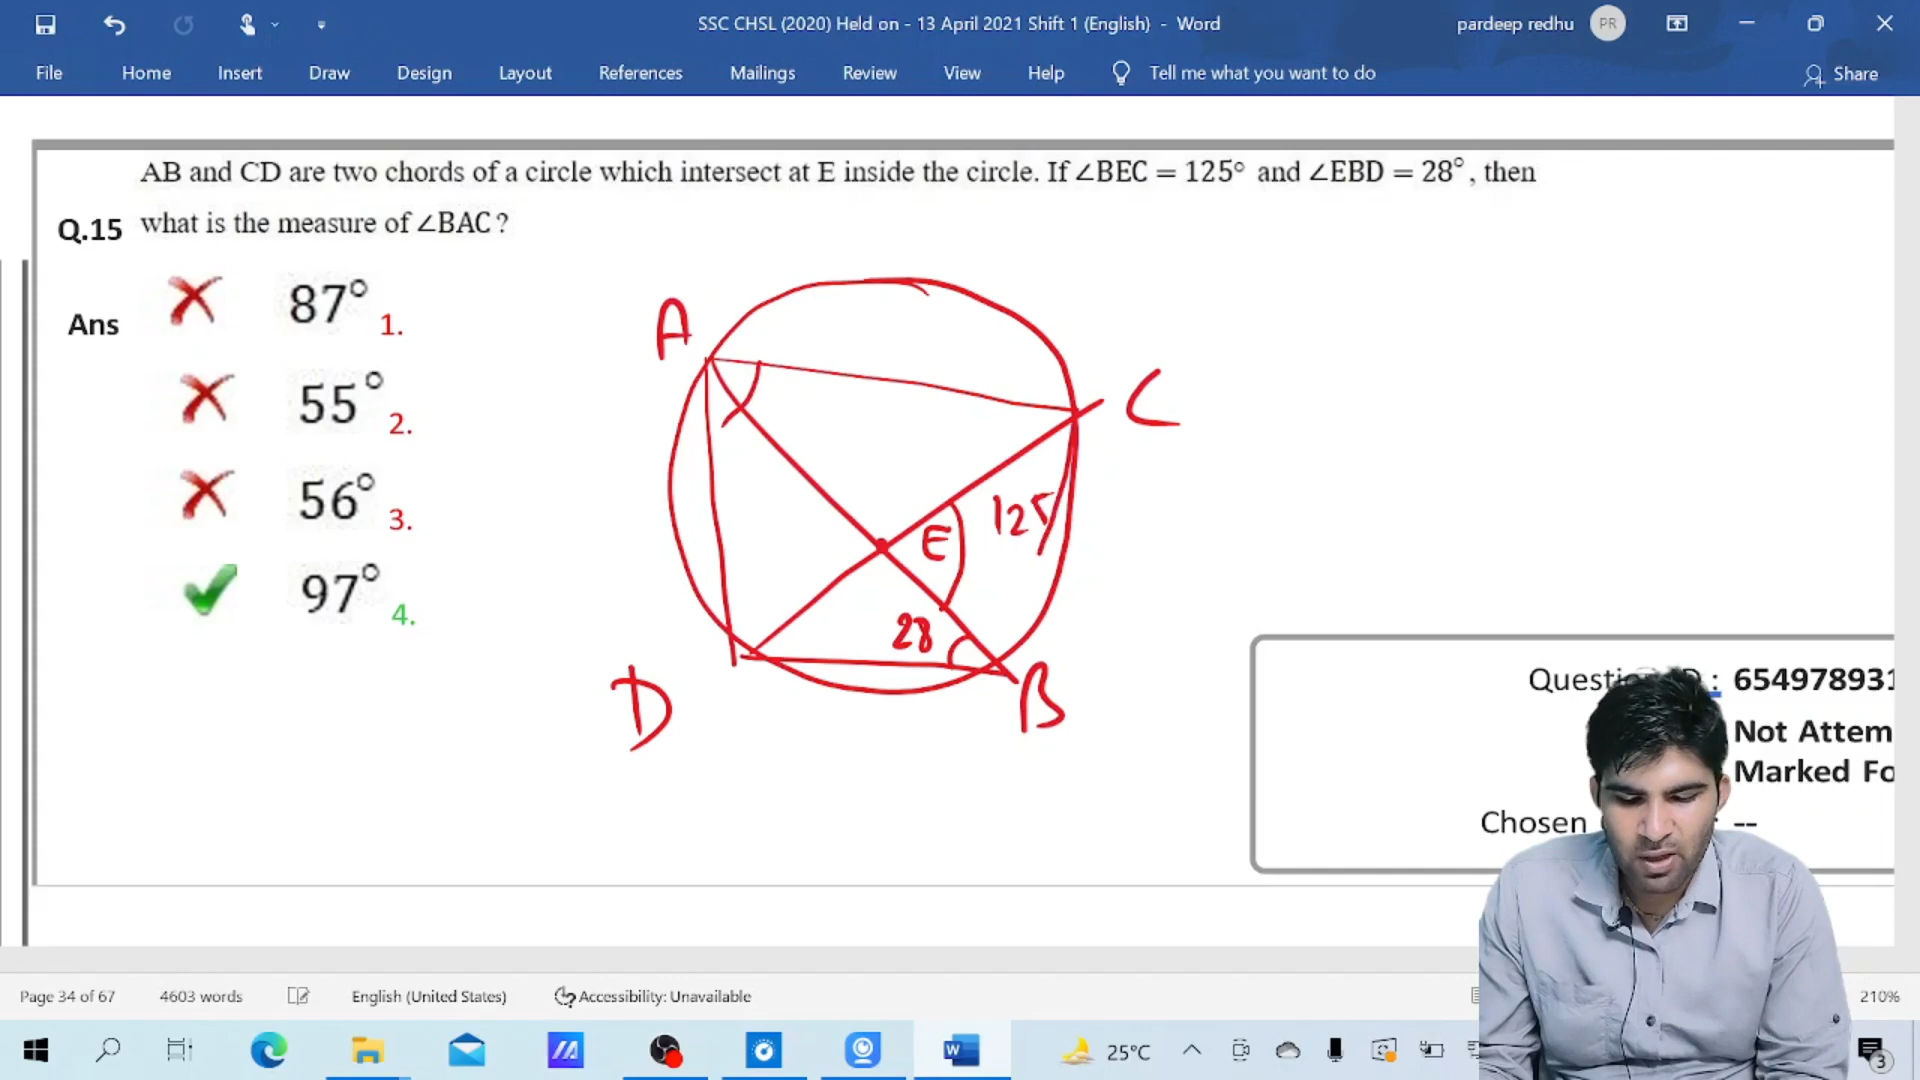 SSC CHSL (2020) Held on - 13 April 2021 Shift 1 (English) - Word
pardeep redhu
PR
File Home Insert Draw Design Layout References Mailings Review View Help Tell me what you want to do Share
AB and CD are two chords of a circle which intersect at E inside the circle. If ∠BEC = 125° and ∠EBD = 28°, then
Q.15 what is the measure of ∠BAC?
Ans 87° 1.
55° 2.
56° 3.
97° 4.
A
C
125
E
28
D
B
: 654978931
Not Attem
Marked Fo
Chosen : --
Page 34 of 67 4603 words English (United States) Accessibility: Unavailable 210%
W
25°C
3